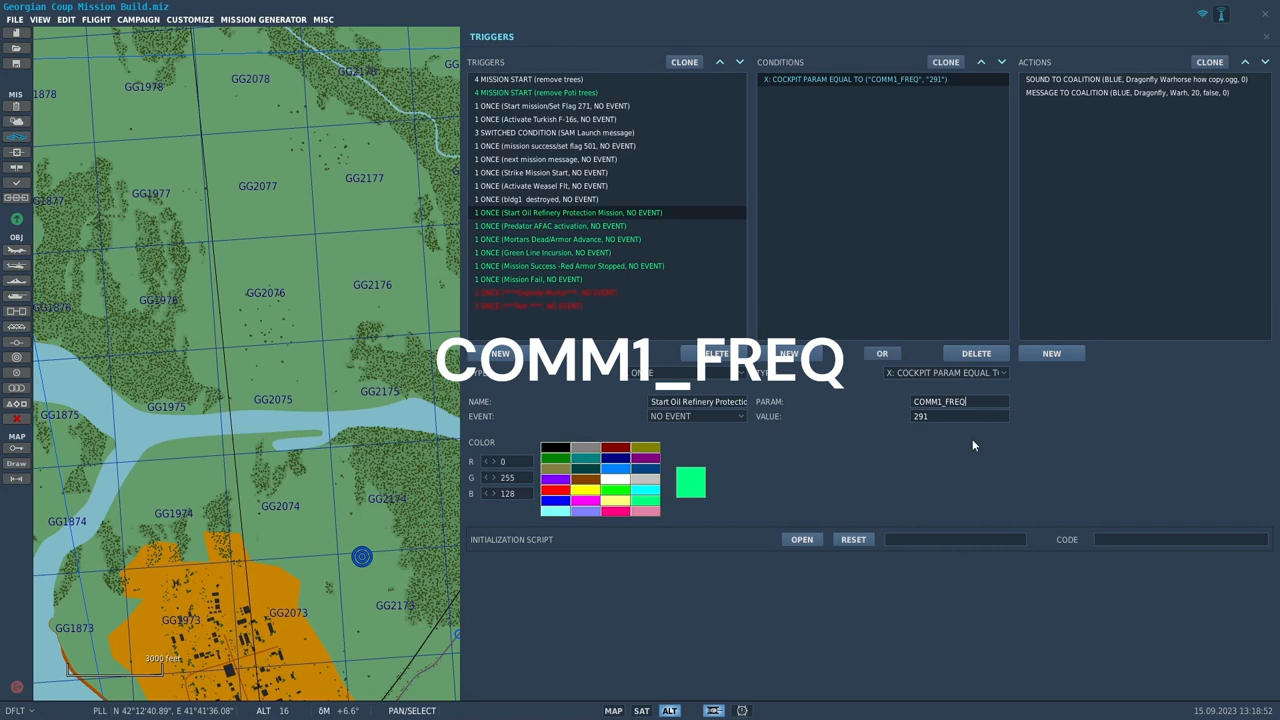 Georgian Coup Mission Build.miz
FILE VIEW EDIT FLIGHT CAMPAIGN CUSTOMIZE MISSION GENERATOR MISC
TRIGGERS
TRIGGERS CLONE
4 MISSION START (remove trees)
4 MISSION START (remove Poti trees)
1 ONCE (Start mission/Set Flag 271, NO EVENT)
1 ONCE (Activate Turkish F-16s, NO EVENT)
3 SWITCHED CONDITION (SAM Launch message)
1 ONCE (mission success/set flag 501, NO EVENT)
1 ONCE (next mission message, NO EVENT)
1 ONCE (Strike Mission Start, NO EVENT)
1 ONCE (Activate Weasel Flt, NO EVENT)
1 ONCE (bldg1 destroyed, NO EVENT)
1 ONCE (Start Oil Refinery Protection Mission, NO EVENT)
1 ONCE (Predator AFAC activation, NO EVENT)
1 ONCE (Mortars Dead/Armor Advance, NO EVENT)
1 ONCE (Green Line Incursion, NO EVENT)
1 ONCE (Mission Success -Red Armor Stopped, NO EVENT)
1 ONCE (Mission Fail, NO EVENT)
CONDITIONS CLONE
X: COCKPIT PARAM EQUAL TO ("COMM1_FREQ", "291")
ACTIONS CLONE
SOUND TO COALITION (BLUE, Dragonfly Warhorse how copy.ogg, 0)
MESSAGE TO COALITION (BLUE, Dragonfly, Warh, 20, false, 0)
COMM1_FREQ
NEW DELETE NEW OR DELETE NEW
ONCE X: COCKPIT PARAM EQUAL T
NAME: Start Oil Refinery Protectio PARAM: COMM1_FREQ
EVENT: NO EVENT VALUE: 291
COLOR
R 0
G 255
B 128
INITIALIZATION SCRIPT OPEN RESET CODE
MIS
OBJ
MAP
Draw
1878 GG1978 GG2078 GG2178 GG
GG1877 GG1977 GG2077 GG2177
GG1876 GG1976 GG2076 GG2176
GG1875 GG1975 GG2075 GG2175
GG1874 GG1974 GG2074 GG2174
GG1873 GG1973 GG2073 GG2173
3000 feet
DFLT PLL N 42°12'40.89", E 41°41'36.08" ALT 16 δM +6.6° PAN/SELECT MAP SAT ALT 15.09.2023 13:18:52